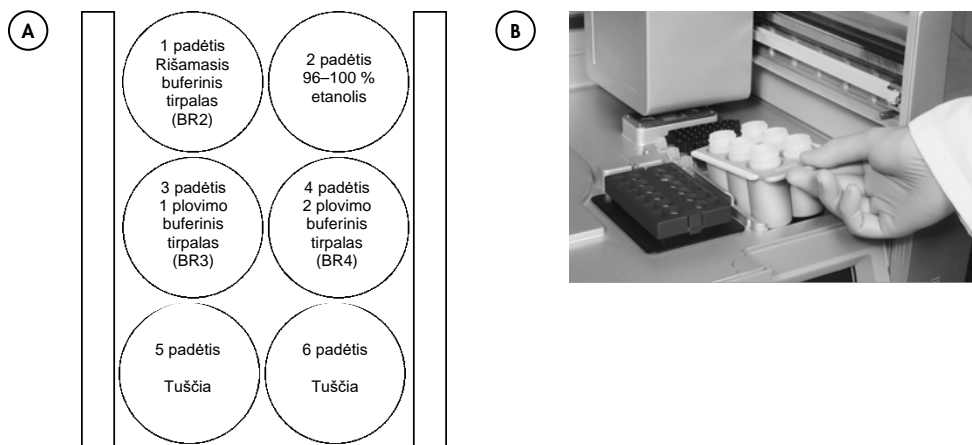 A
1 padėtis
Rišamasis
buferinis
tirpalas
(BR2)
2 padėtis
96–100 %
etanolis
3 padėtis
1 plovimo
buferinis
tirpalas
(BR3)
4 padėtis
2 plovimo
buferinis
tirpalas
(BR4)
5 padėtis
Tuščia
6 padėtis
Tuščia
B